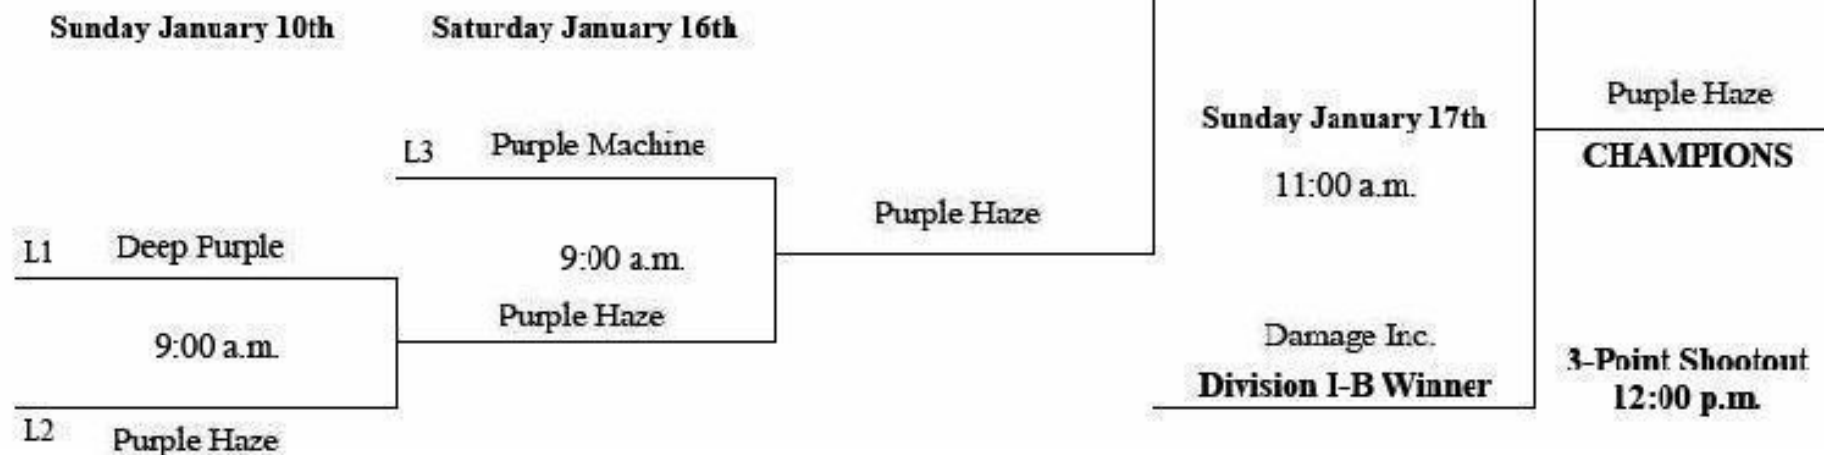 Sunday January 10th
Saturday January 16th
Purple Haze
CHAMPIONS
Sunday January 17th
11:00 a.m.
L3 Purple Machine
Purple Haze
L1 Deep Purple
9:00 a.m.
Purple Haze
9:00 a.m.
Damage Inc.
Division I-B Winner
3-Point Shootout
12:00 p.m.
L2 Purple Haze